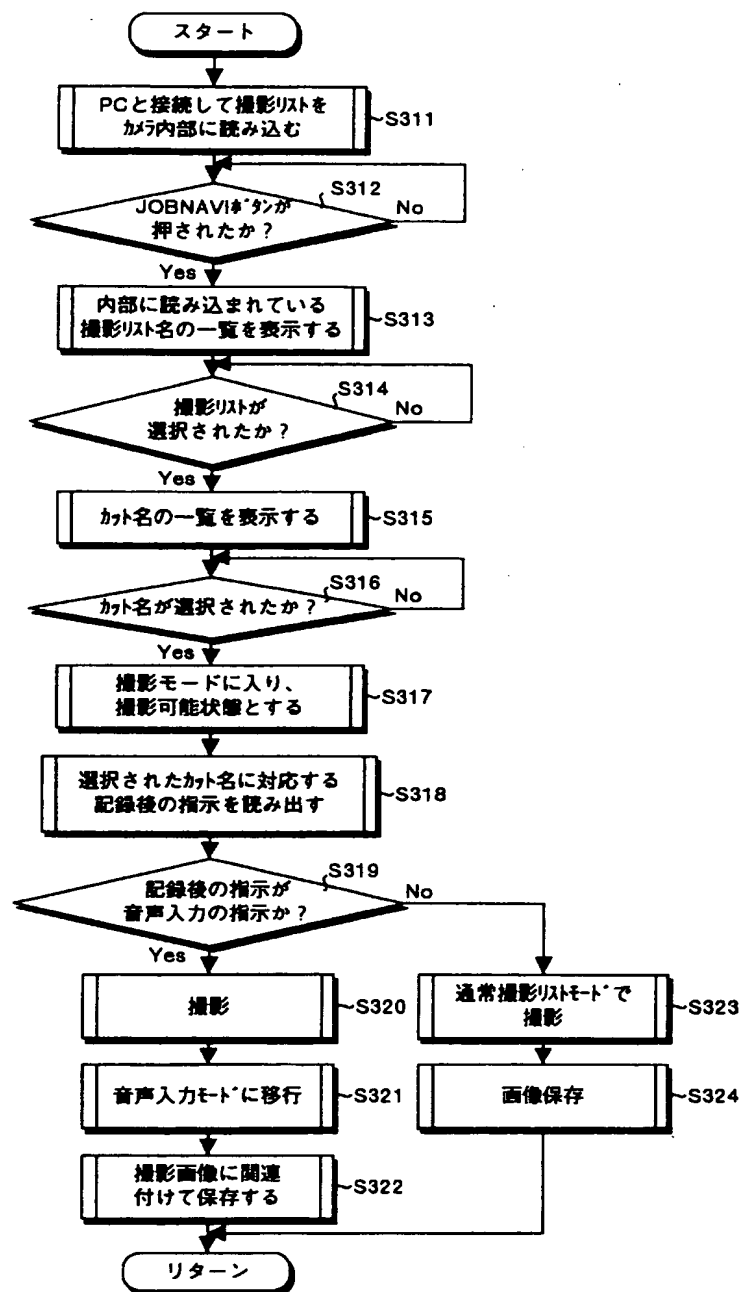 スタート
PCと接続して撮影ﾘｽﾄを
ｶﾒﾗ内部に読み込む
S311
S312
JOBNAVIﾎﾞﾀﾝが
押されたか？
No
Yes
内部に読み込まれている
撮影ﾘｽﾄ名の一覧を表示する
S313
S314
撮影ﾘｽﾄが
選択されたか？
No
Yes
ｶｯﾄ名の一覧を表示する
S315
S316
ｶｯﾄ名が選択されたか？
No
Yes
撮影モードに入り、
撮影可能状態とする
S317
選択されたｶｯﾄ名に対応する
記録後の指示を読み出す
S318
S319
記録後の指示が
音声入力の指示か？
No
Yes
撮影
S320
通常撮影ﾘｽﾄﾓｰﾄﾞで
撮影
S323
音声入力ﾓｰﾄﾞに移行
S321
画像保存
S324
撮影画像に関連
付けて保存する
S322
リターン